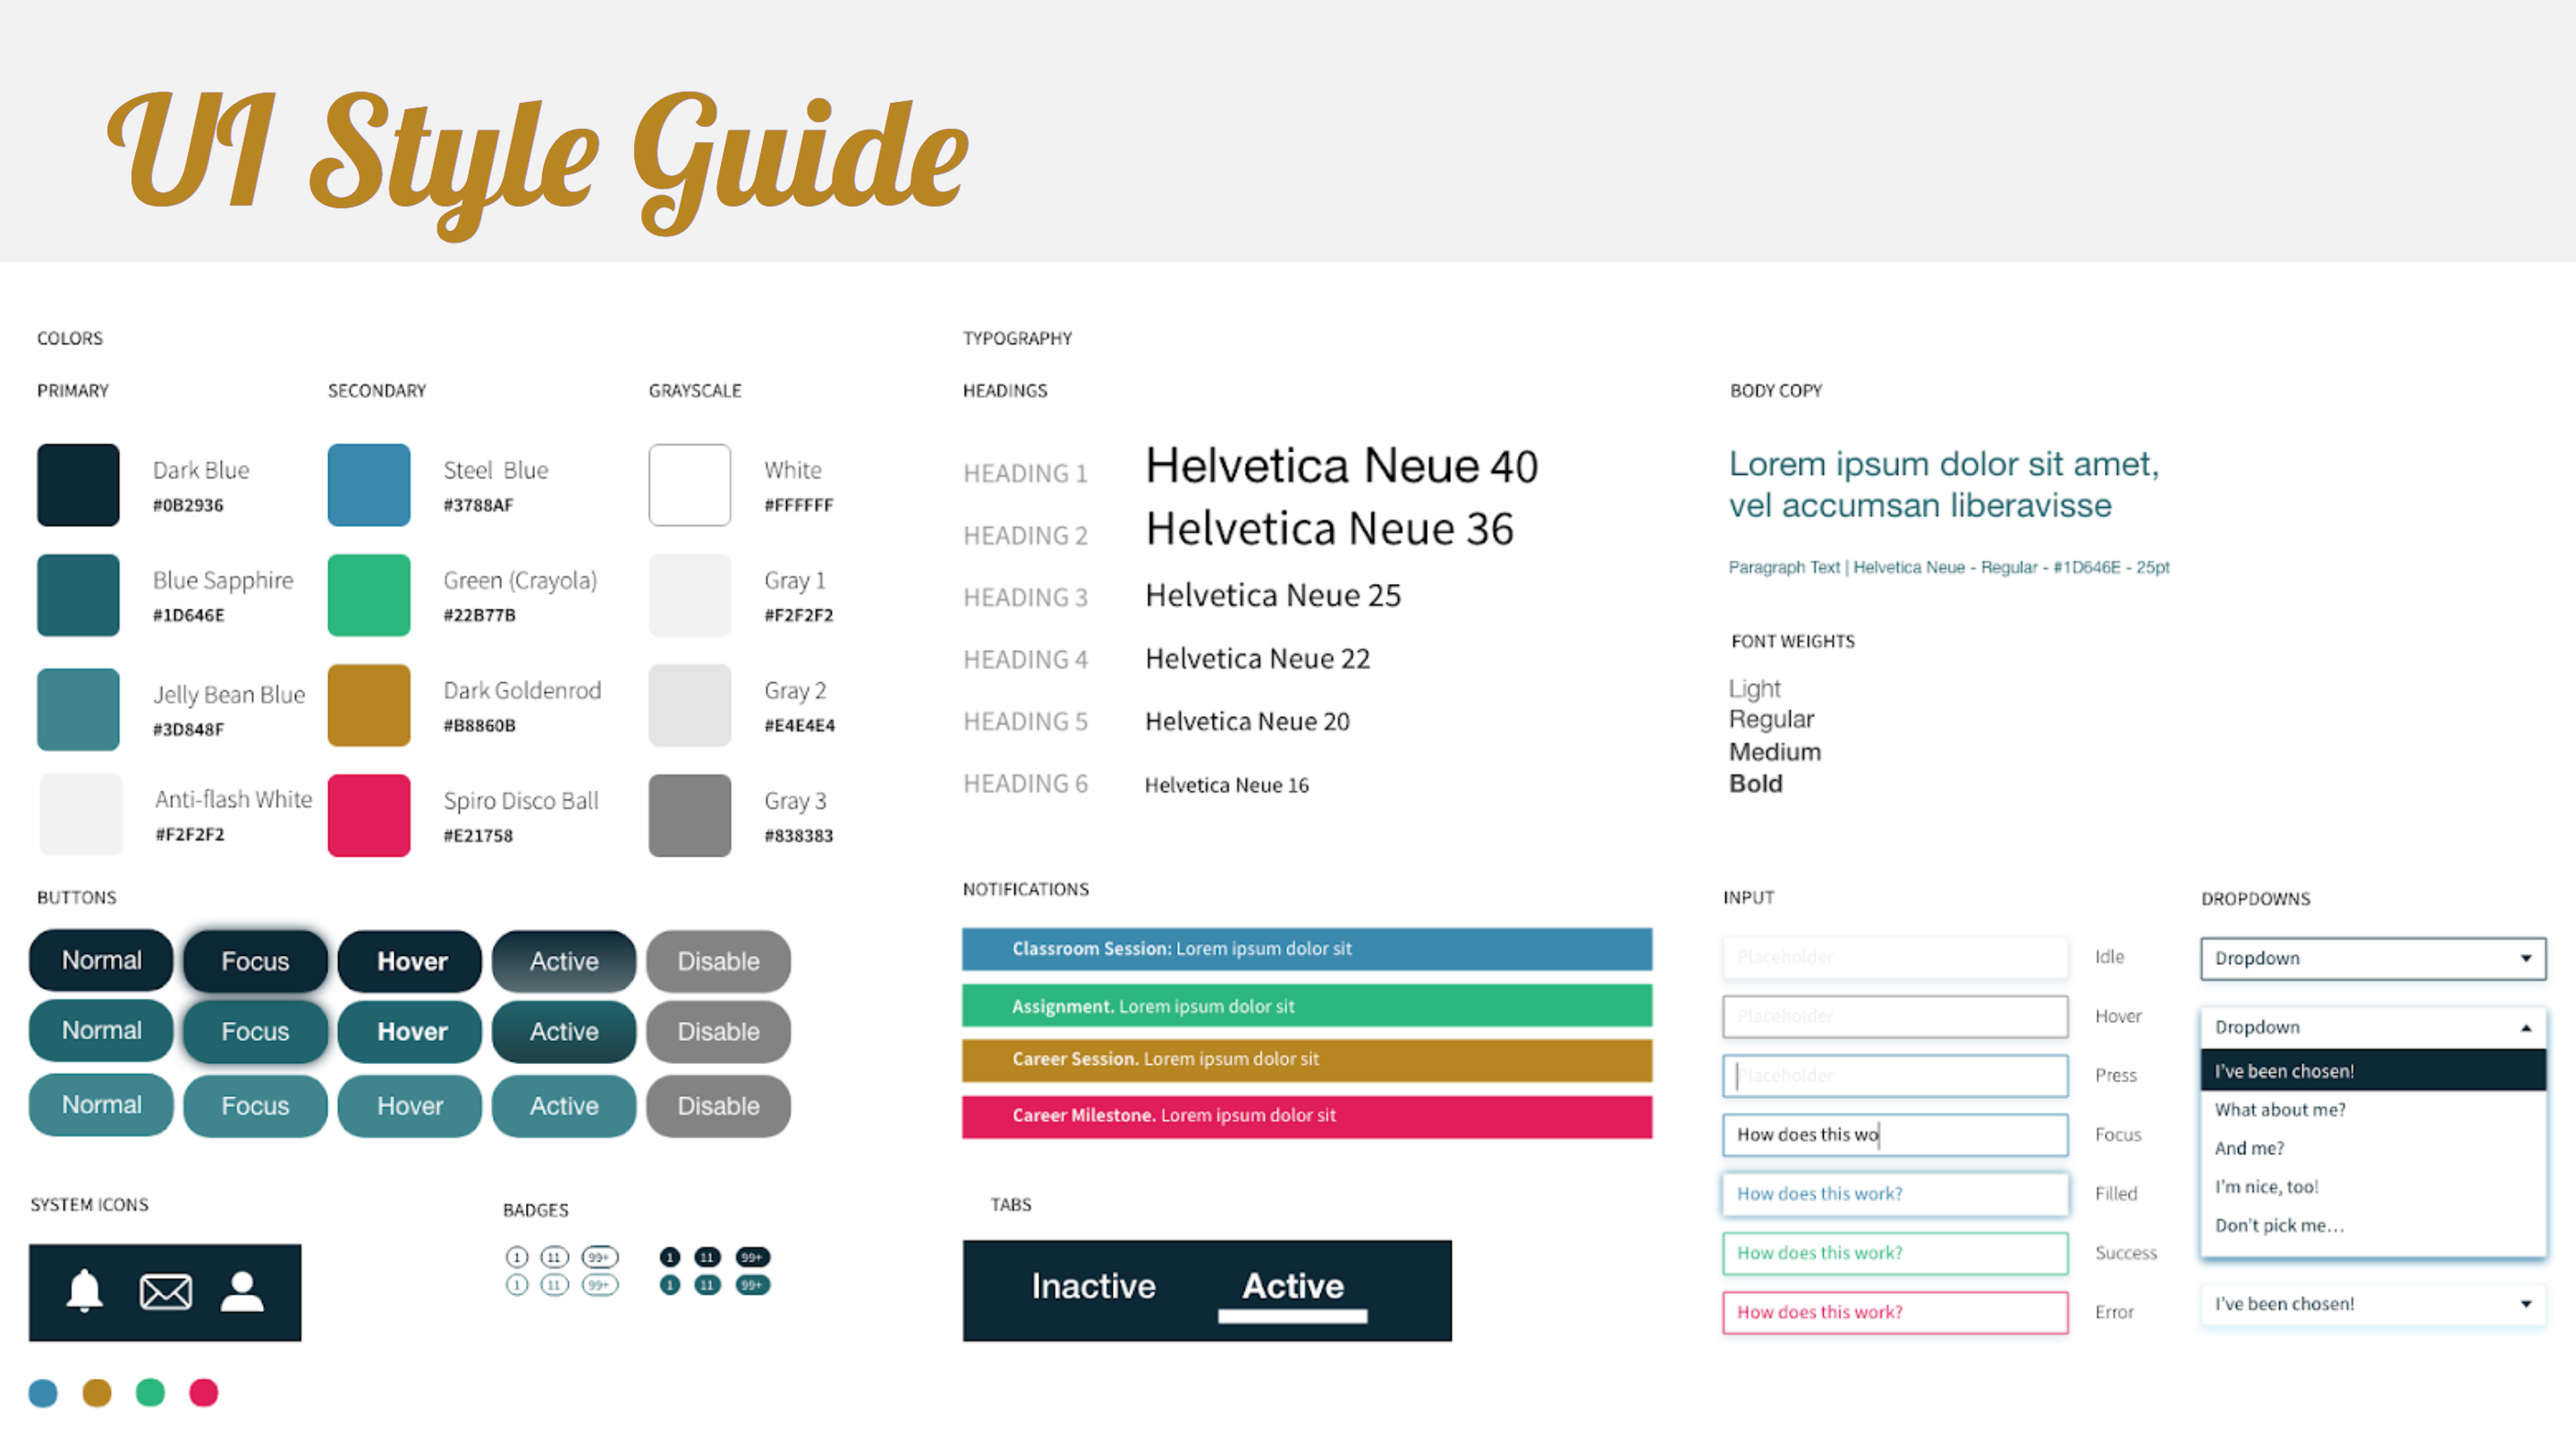 UI Style Guide
COLORS
PRIMARY
SECONDARY
GRAYSCALE
Dark Blue
#0B2936
Steel  Blue
#3788AF
White
#FFFFFF
Blue Sapphire
#1D646E
Green (Crayola)
#22B77B
Gray 1
#F2F2F2
Jelly Bean Blue
#3D848F
Dark Goldenrod
#B8860B
Gray 2
#E4E4E4
Anti-flash White
#F2F2F2
Spiro Disco Ball
#E21758
Gray 3
#838383
TYPOGRAPHY
HEADINGS
HEADING 1 Helvetica Neue 40
HEADING 2 Helvetica Neue 36
HEADING 3 Helvetica Neue 25
HEADING 4 Helvetica Neue 22
HEADING 5 Helvetica Neue 20
HEADING 6 Helvetica Neue 16
BODY COPY
Lorem ipsum dolor sit amet,
vel accumsan liberavisse
Paragraph Text | Helvetica Neue - Regular - #1D646E - 25pt
FONT WEIGHTS
Light
Regular
Medium
Bold
BUTTONS
Normal Focus Hover Active Disable
Normal Focus Hover Active Disable
Normal Focus Hover Active Disable
NOTIFICATIONS
Classroom Session: Lorem ipsum dolor sit
Assignment. Lorem ipsum dolor sit
Career Session. Lorem ipsum dolor sit
Career Milestone. Lorem ipsum dolor sit
INPUT
Placeholder Idle
Placeholder Hover
Placeholder Press
How does this wo Focus
How does this work? Filled
How does this work? Success
How does this work? Error
DROPDOWNS
Dropdown
Dropdown
I've been chosen!
What about me?
And me?
I'm nice, too!
Don't pick me...
I've been chosen!
SYSTEM ICONS
BADGES
1 11 99+ 1 11 99+
1 11 99+ 1 11 99+
TABS
Inactive Active